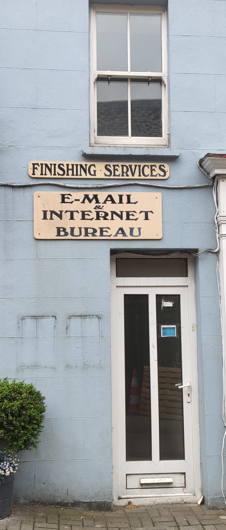 FINISHING · SERVICES
E-MAIL
&
INTERNET
BUREAU